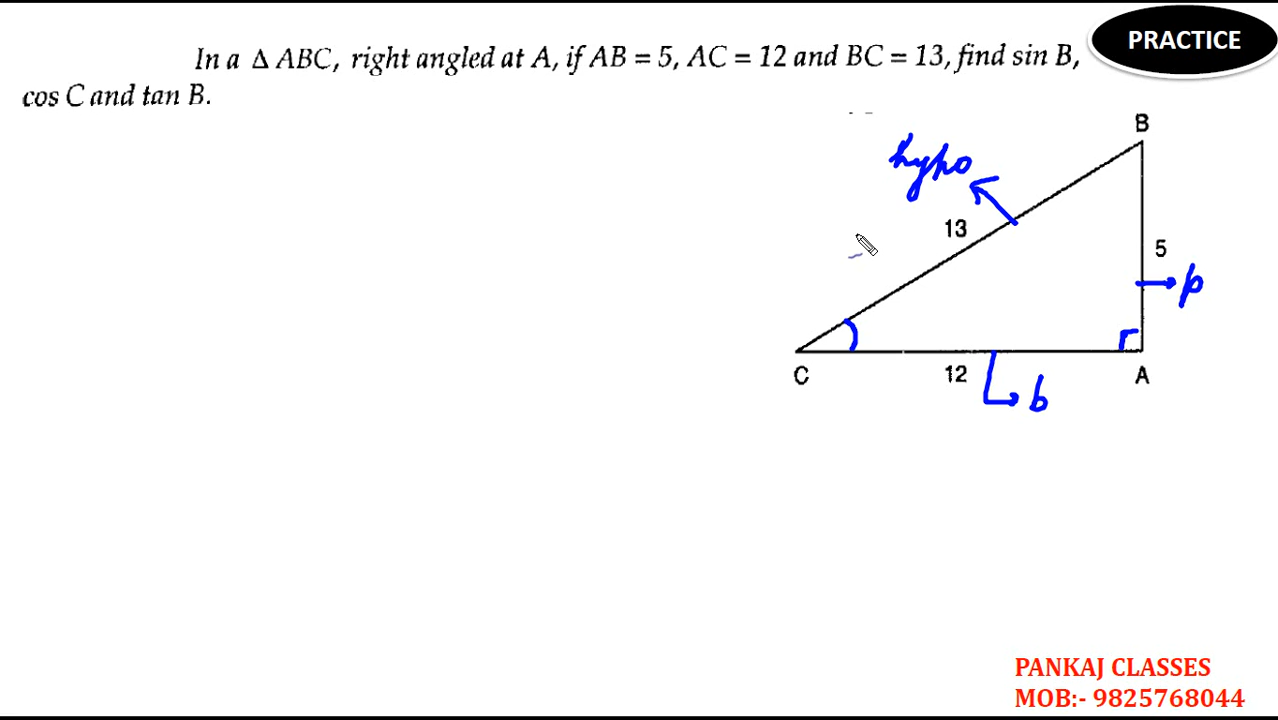 PRACTICE
In a Δ ABC, right angled at A, if AB = 5, AC = 12 and BC = 13, find sin B,
cos C and tan B.
B
hypo
13
5
p
C
12
A
b
PANKAJ CLASSES
MOB:- 9825768044